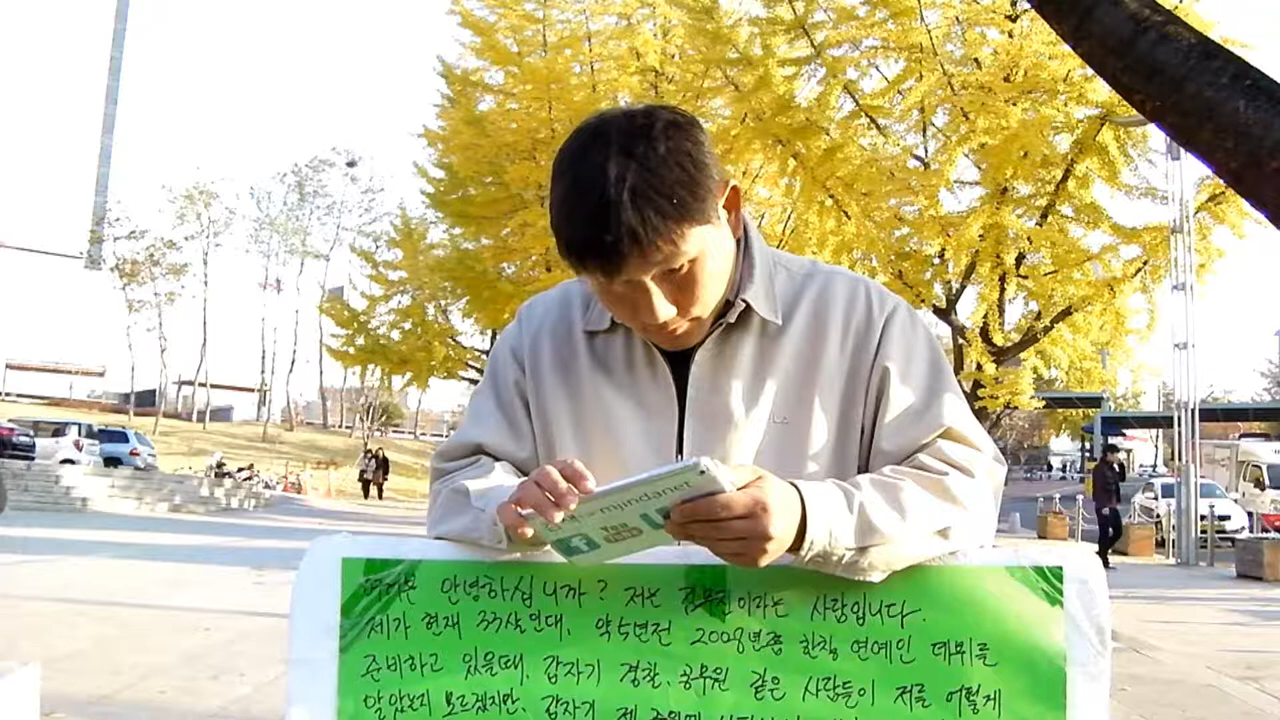 mjindanet
f You
여러분 안녕하십니까? 저는 이라는 사람입니다.
제가 현재 33살인대, 약 5년전 2008년쯤 한창 연예인 데뷔를
준비하고 있을때, 갑자기 경찰, 공무원 같은 사람들이 저를 어떻게
알았는지 모르겠지만, 갑자기 제